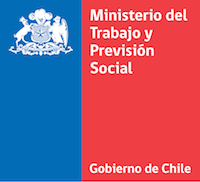 Ministerio del
Trabajo y
Previsión
Social
Gobierno de Chile